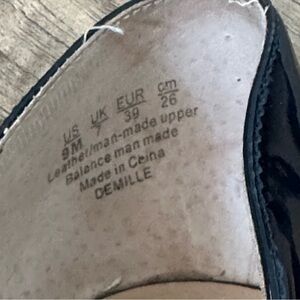 US UK EUR cm
9M 7 39 26
Leather/man-made upper
Balance man made
Made in China
DEMILLE